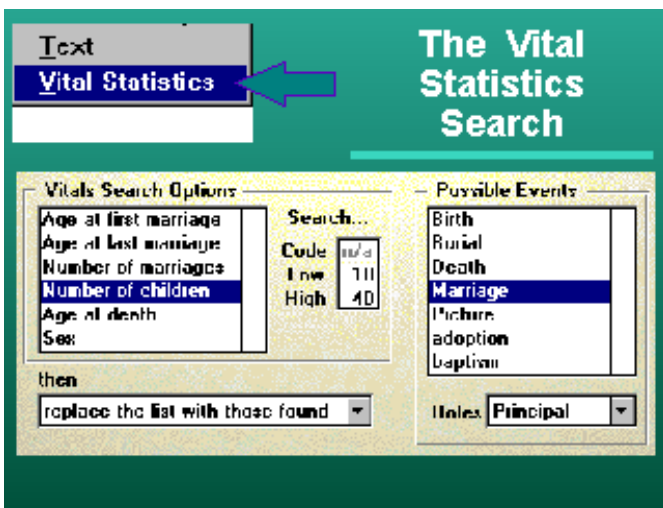 Text
Vital Statistics
The Vital
Statistics
Search
Vitals Search Options
Age at first marriage
Age at last marriage
Number of marriages
Number of children
Age at death
Sex
Search...
Code n/a
Low 10
High 40
then
replace the list with those found
Possible Events
Birth
Burial
Death
Marriage
Picture
adoption
baptism
Roles Principal